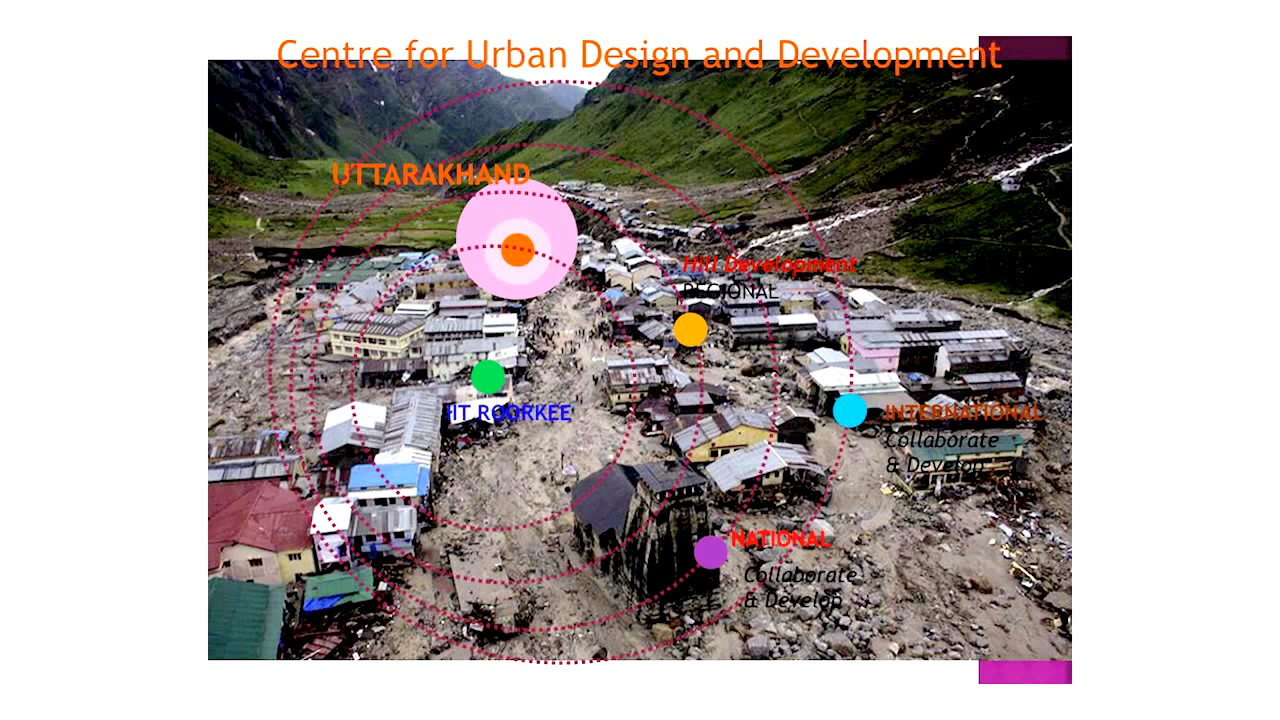 Centre for Urban Design and Development
UTTARAKHAND
Hill Development
REGIONAL
IIT ROORKEE
INTERNATIONAL
Collaborate
& Develop
NATIONAL
Collaborate
& Develop